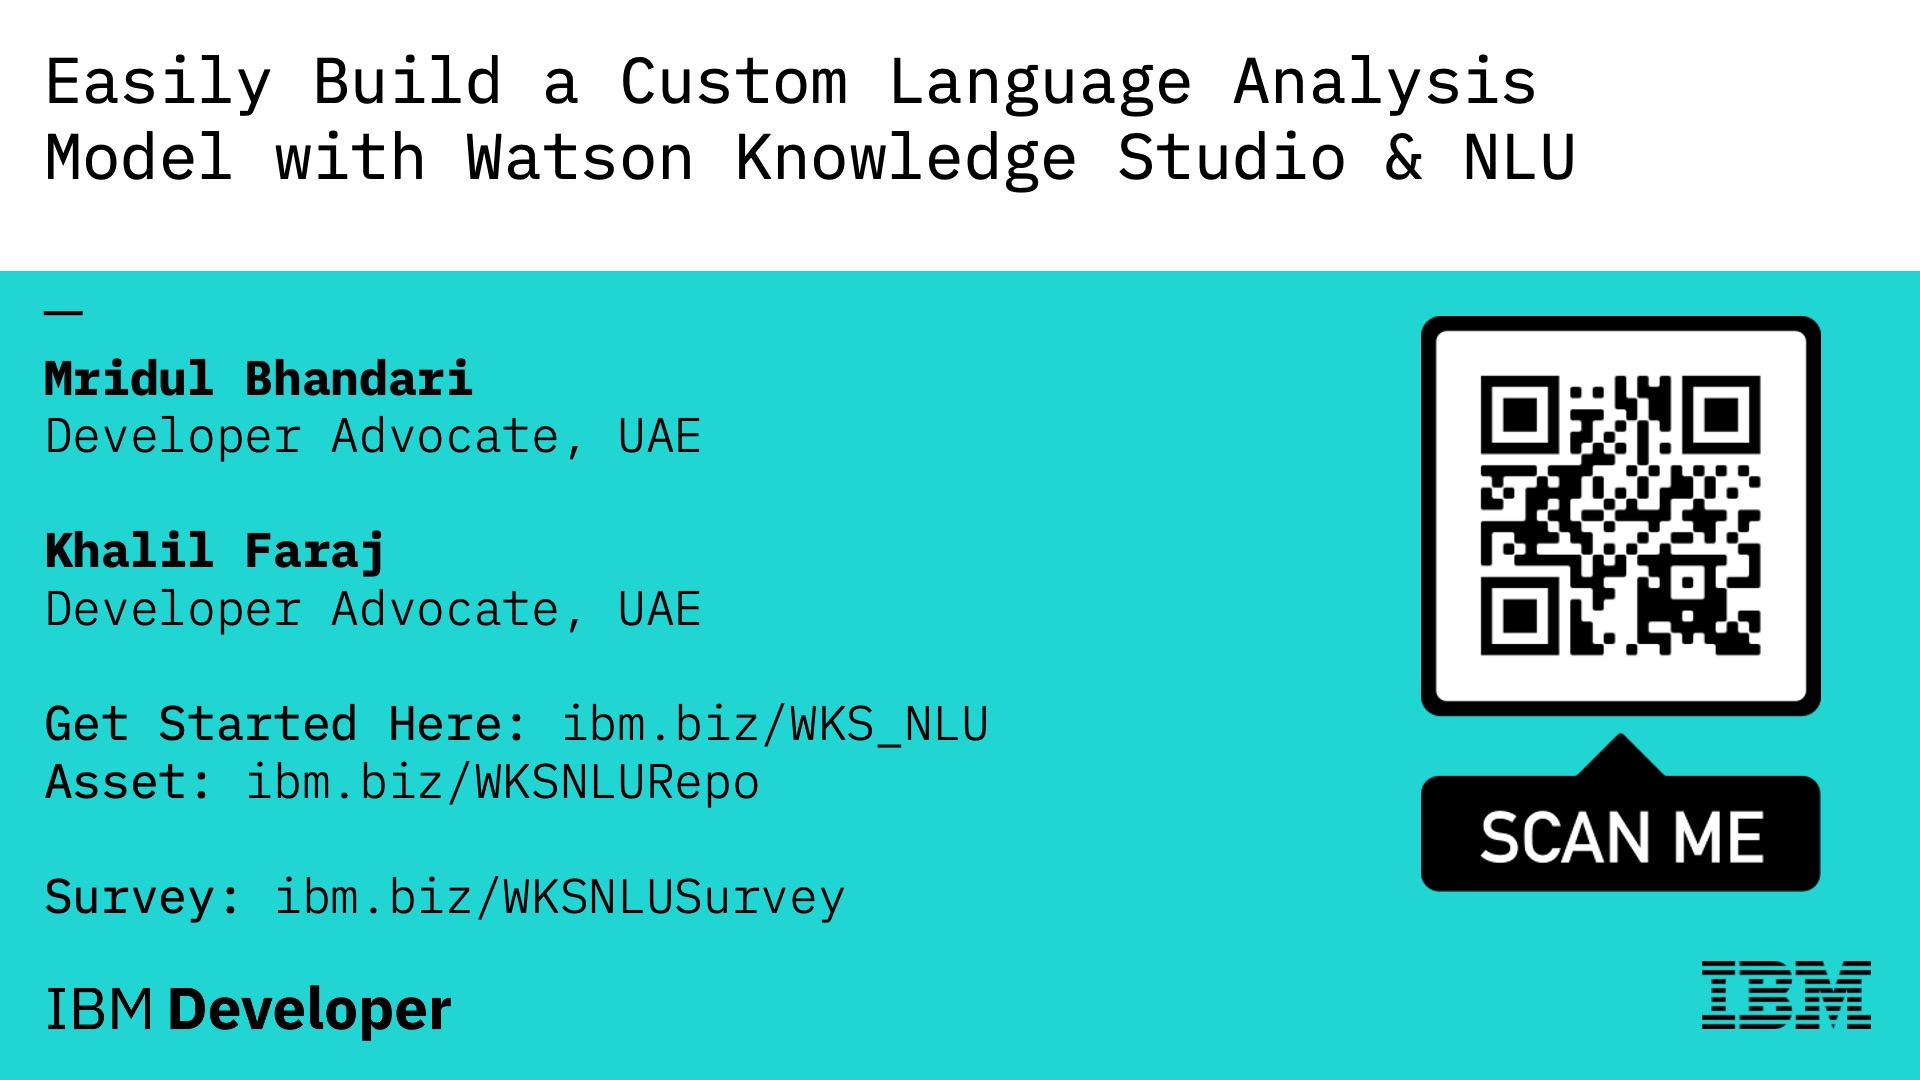 Easily Build a Custom Language Analysis
Model with Watson Knowledge Studio & NLU
—
Mridul Bhandari
Developer Advocate, UAE
Khalil Faraj
Developer Advocate, UAE
Get Started Here: ibm.biz/WKS_NLU
Asset: ibm.biz/WKSNLURepo
Survey: ibm.biz/WKSNLUSurvey
SCAN ME
IBM Developer
IBM